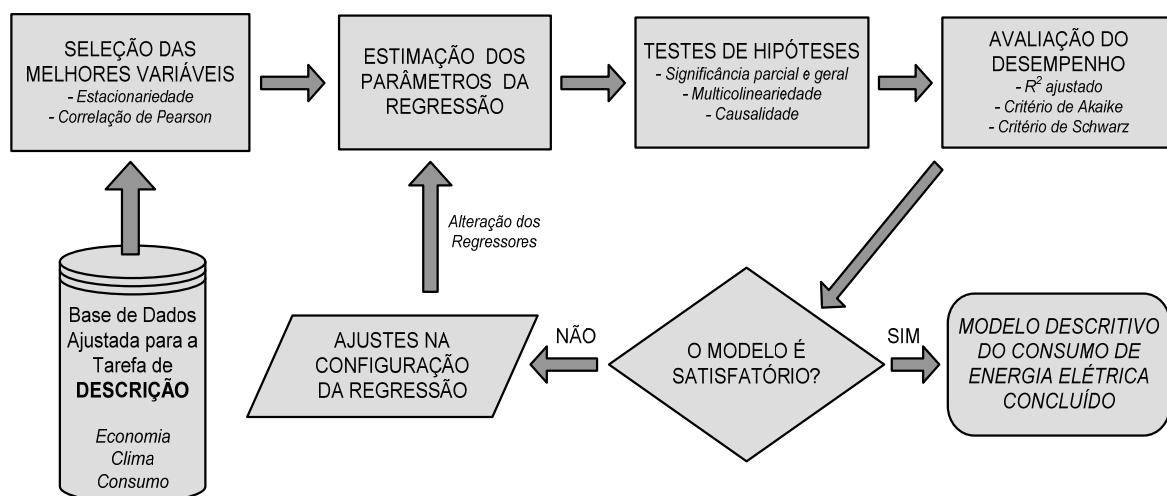 SELEÇÃO DAS
MELHORES VARIÁVEIS
- Estacionariedade
- Correlação de Pearson
ESTIMAÇÃO DOS
PARÂMETROS DA
REGRESSÃO
TESTES DE HIPÓTESES
- Significância parcial e geral
- Multicolineariedade
- Causalidade
AVALIAÇÃO DO
DESEMPENHO
- R² ajustado
- Critério de Akaike
- Critério de Schwarz
Alteração dos
Regressores
Base de Dados
Ajustada para a
Tarefa de
DESCRIÇÃO
Economia
Clima
Consumo
AJUSTES NA
CONFIGURAÇÃO
DA REGRESSÃO
NÃO
O MODELO É
SATISFATÓRIO?
SIM
MODELO DESCRITIVO
DO CONSUMO DE
ENERGIA ELÉTRICA
CONCLUÍDO